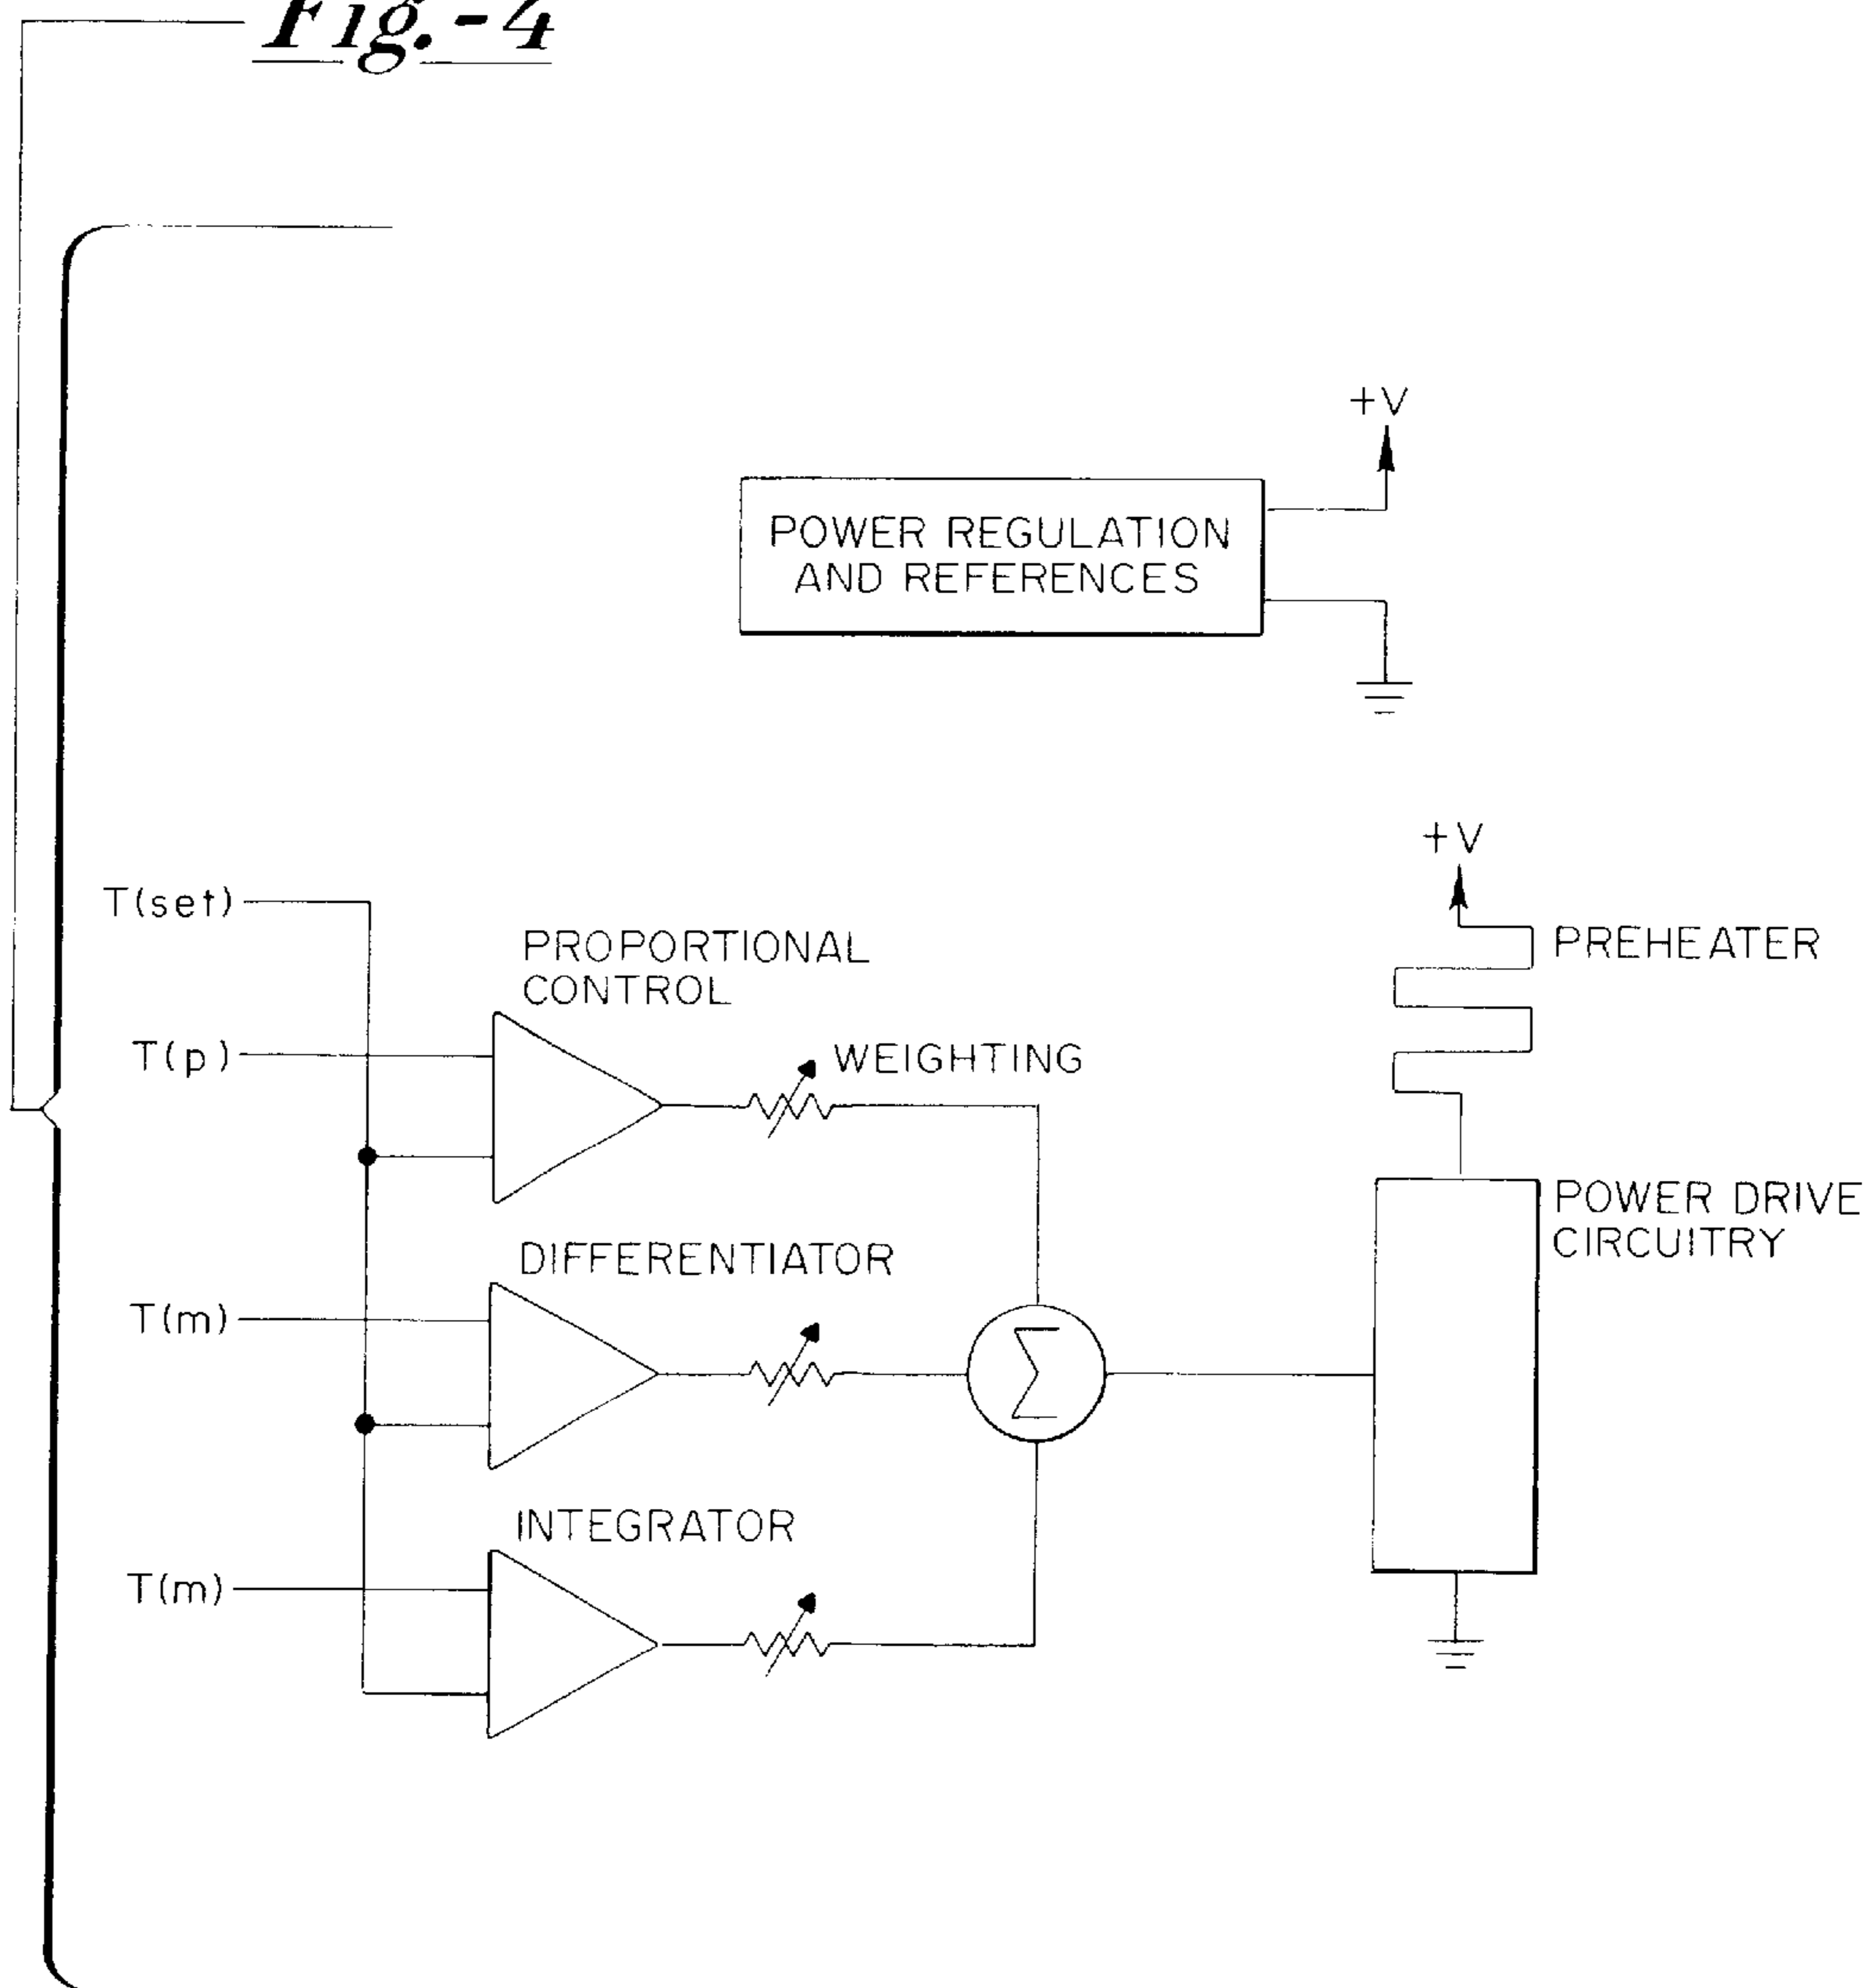 Fig.-4
+V
POWER REGULATION
AND REFERENCES
+V
T(set)
PREHEATER
PROPORTIONAL
CONTROL
T(p)
WEIGHTING
POWER DRIVE
CIRCUITRY
DIFFERENTIATOR
T(m)
Σ
INTEGRATOR
T(m)